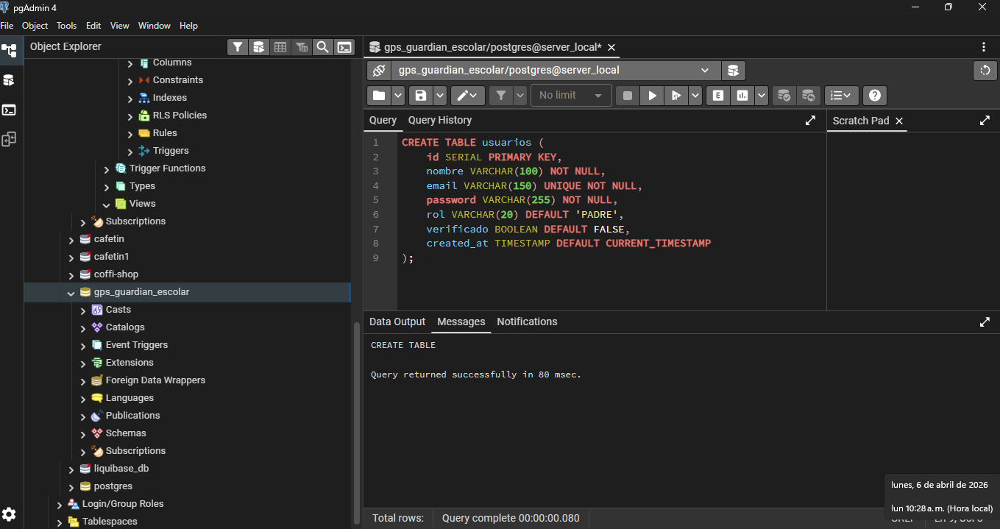 pgAdmin 4
File Object Tools Edit View Window Help
Object Explorer
Columns
Constraints
Indexes
RLS Policies
Rules
Triggers
Trigger Functions
Types
Views
Subscriptions
cafetin
cafetin1
coffi-shop
gps_guardian_escolar
Casts
Catalogs
Event Triggers
Extensions
Foreign Data Wrappers
Languages
Publications
Schemas
Subscriptions
liquibase_db
postgres
Login/Group Roles
Tablespaces
gps_guardian_escolar/postgres@server_local*
gps_guardian_escolar/postgres@server_local
No limit
E
Query Query History
Scratch Pad
1 CREATE TABLE usuarios (
2 id SERIAL PRIMARY KEY,
3 nombre VARCHAR(100) NOT NULL,
4 email VARCHAR(150) UNIQUE NOT NULL,
5 password VARCHAR(255) NOT NULL,
6 rol VARCHAR(20) DEFAULT 'PADRE',
7 verificado BOOLEAN DEFAULT FALSE,
8 created_at TIMESTAMP DEFAULT CURRENT_TIMESTAMP
9 );
Data Output Messages Notifications
CREATE TABLE
Query returned successfully in 80 msec.
Total rows: Query complete 00:00:00.080
lunes, 6 de abril de 2026
lun 10:28 a. m. (Hora local)